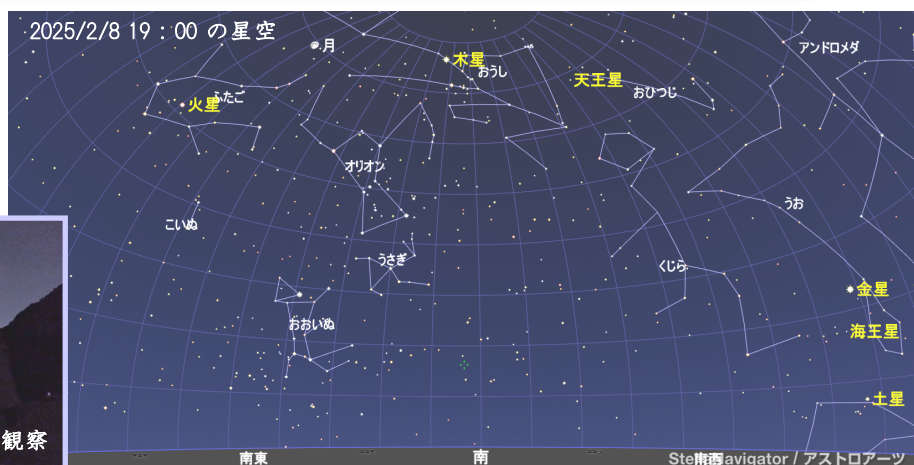 2025/2/8 19：00 の星空
月
木星
おうし
アンドロメダ
天王星
おひつじ
ふたご
火星
オリオン
こいぬ
うお
うさぎ
くじら
金星
おおいぬ
海王星
土星
観察
南東
南
南西
StellaNavigator / アストロアーツ